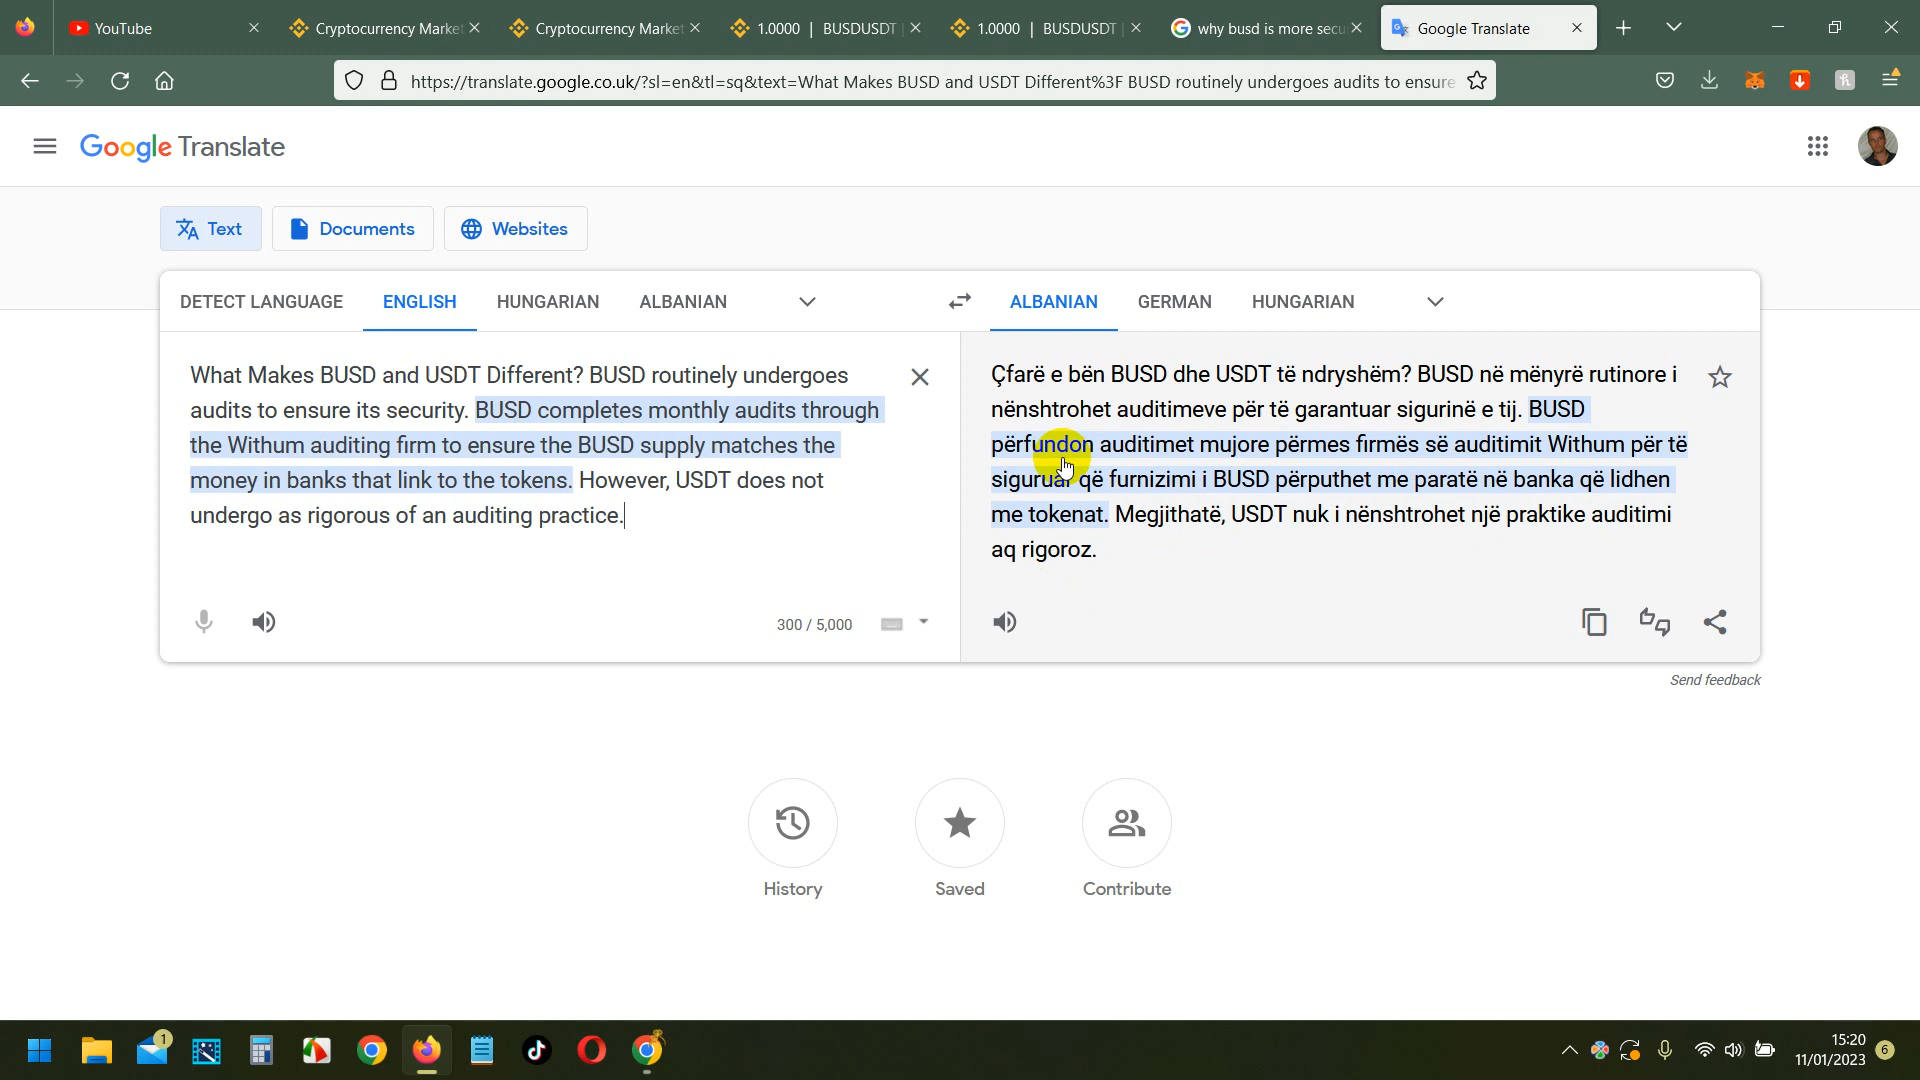 YouTube
Cryptocurrency Market
Cryptocurrency Market
1.0000 | BUSDUSDT
1.0000 | BUSDUSDT
why busd is more secu
Google Translate
https://translate.google.co.uk/?sl=en&tl=sq&text=What Makes BUSD and USDT Different%3F BUSD routinely undergoes audits to ensure
Google Translate
Text
Documents
Websites
DETECT LANGUAGE
ENGLISH
HUNGARIAN
ALBANIAN
ALBANIAN
GERMAN
HUNGARIAN
What Makes BUSD and USDT Different? BUSD routinely undergoes
audits to ensure its security. BUSD completes monthly audits through
the Withum auditing firm to ensure the BUSD supply matches the
money in banks that link to the tokens. However, USDT does not
undergo as rigorous of an auditing practice.
Çfarë e bën BUSD dhe USDT të ndryshëm? BUSD në mënyrë rutinore i
nënshtrohet auditimeve për të garantuar sigurinë e tij. BUSD
përfundon auditimet mujore përmes firmës së auditimit Withum për të
siguruar që furnizimi i BUSD përputhet me paratë në banka që lidhen
me tokenat. Megjithatë, USDT nuk i nënshtrohet një praktike auditimi
aq rigoroz.
300 / 5,000
Send feedback
History
Saved
Contribute
1
15:20
11/01/2023
6